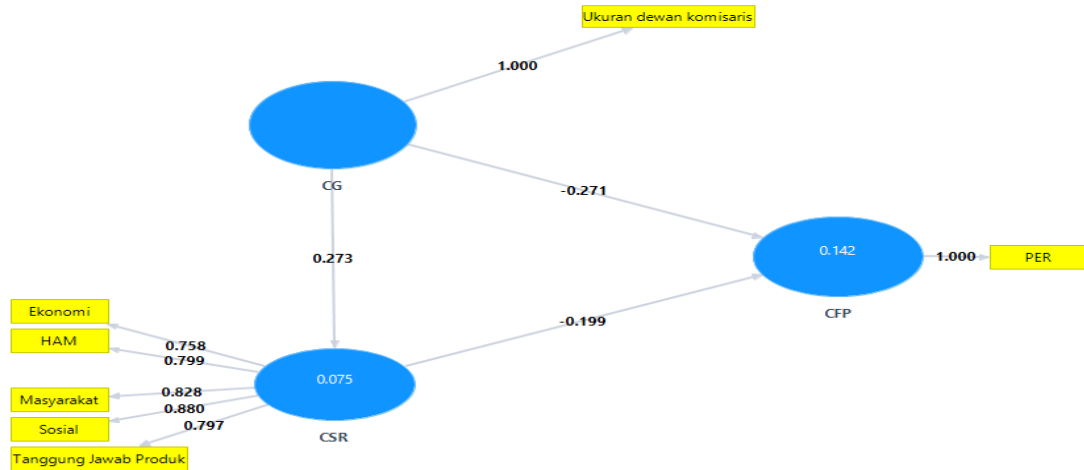 Ukuran dewan komisaris
1.000
CG
-0.271
0.142
1.000
PER
0.273
CFP
Ekonomi
HAM
-0.199
0.758
0.799
0.075
Masyarakat
0.828
0.880
Sosial
0.797
CSR
Tanggung Jawab Produk